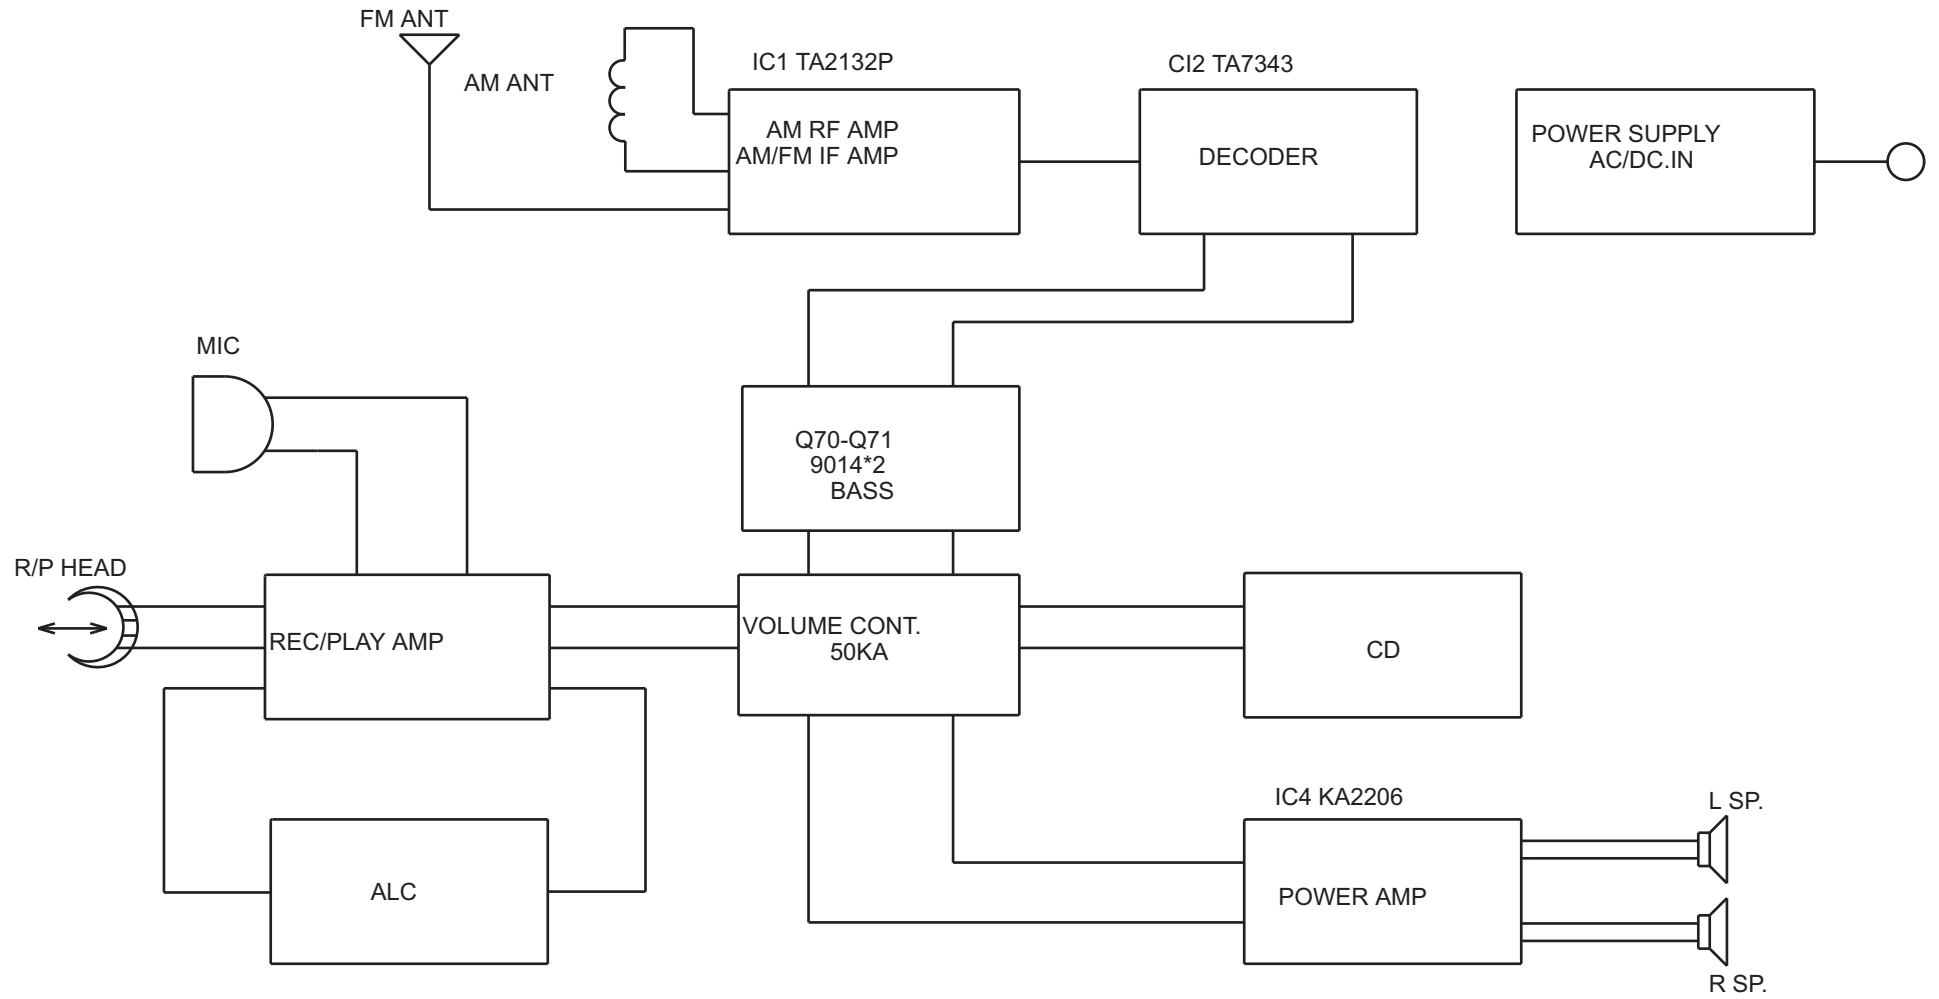 FM ANT
AM ANT
IC1 TA2132P
CI2 TA7343
AM RF AMP
AM/FM IF AMP
DECODER
POWER SUPPLY
AC/DC.IN
MIC
Q70-Q71
9014*2
BASS
R/P HEAD
REC/PLAY AMP
VOLUME CONT.
50KA
CD
IC4 KA2206
L SP.
ALC
POWER AMP
R SP.